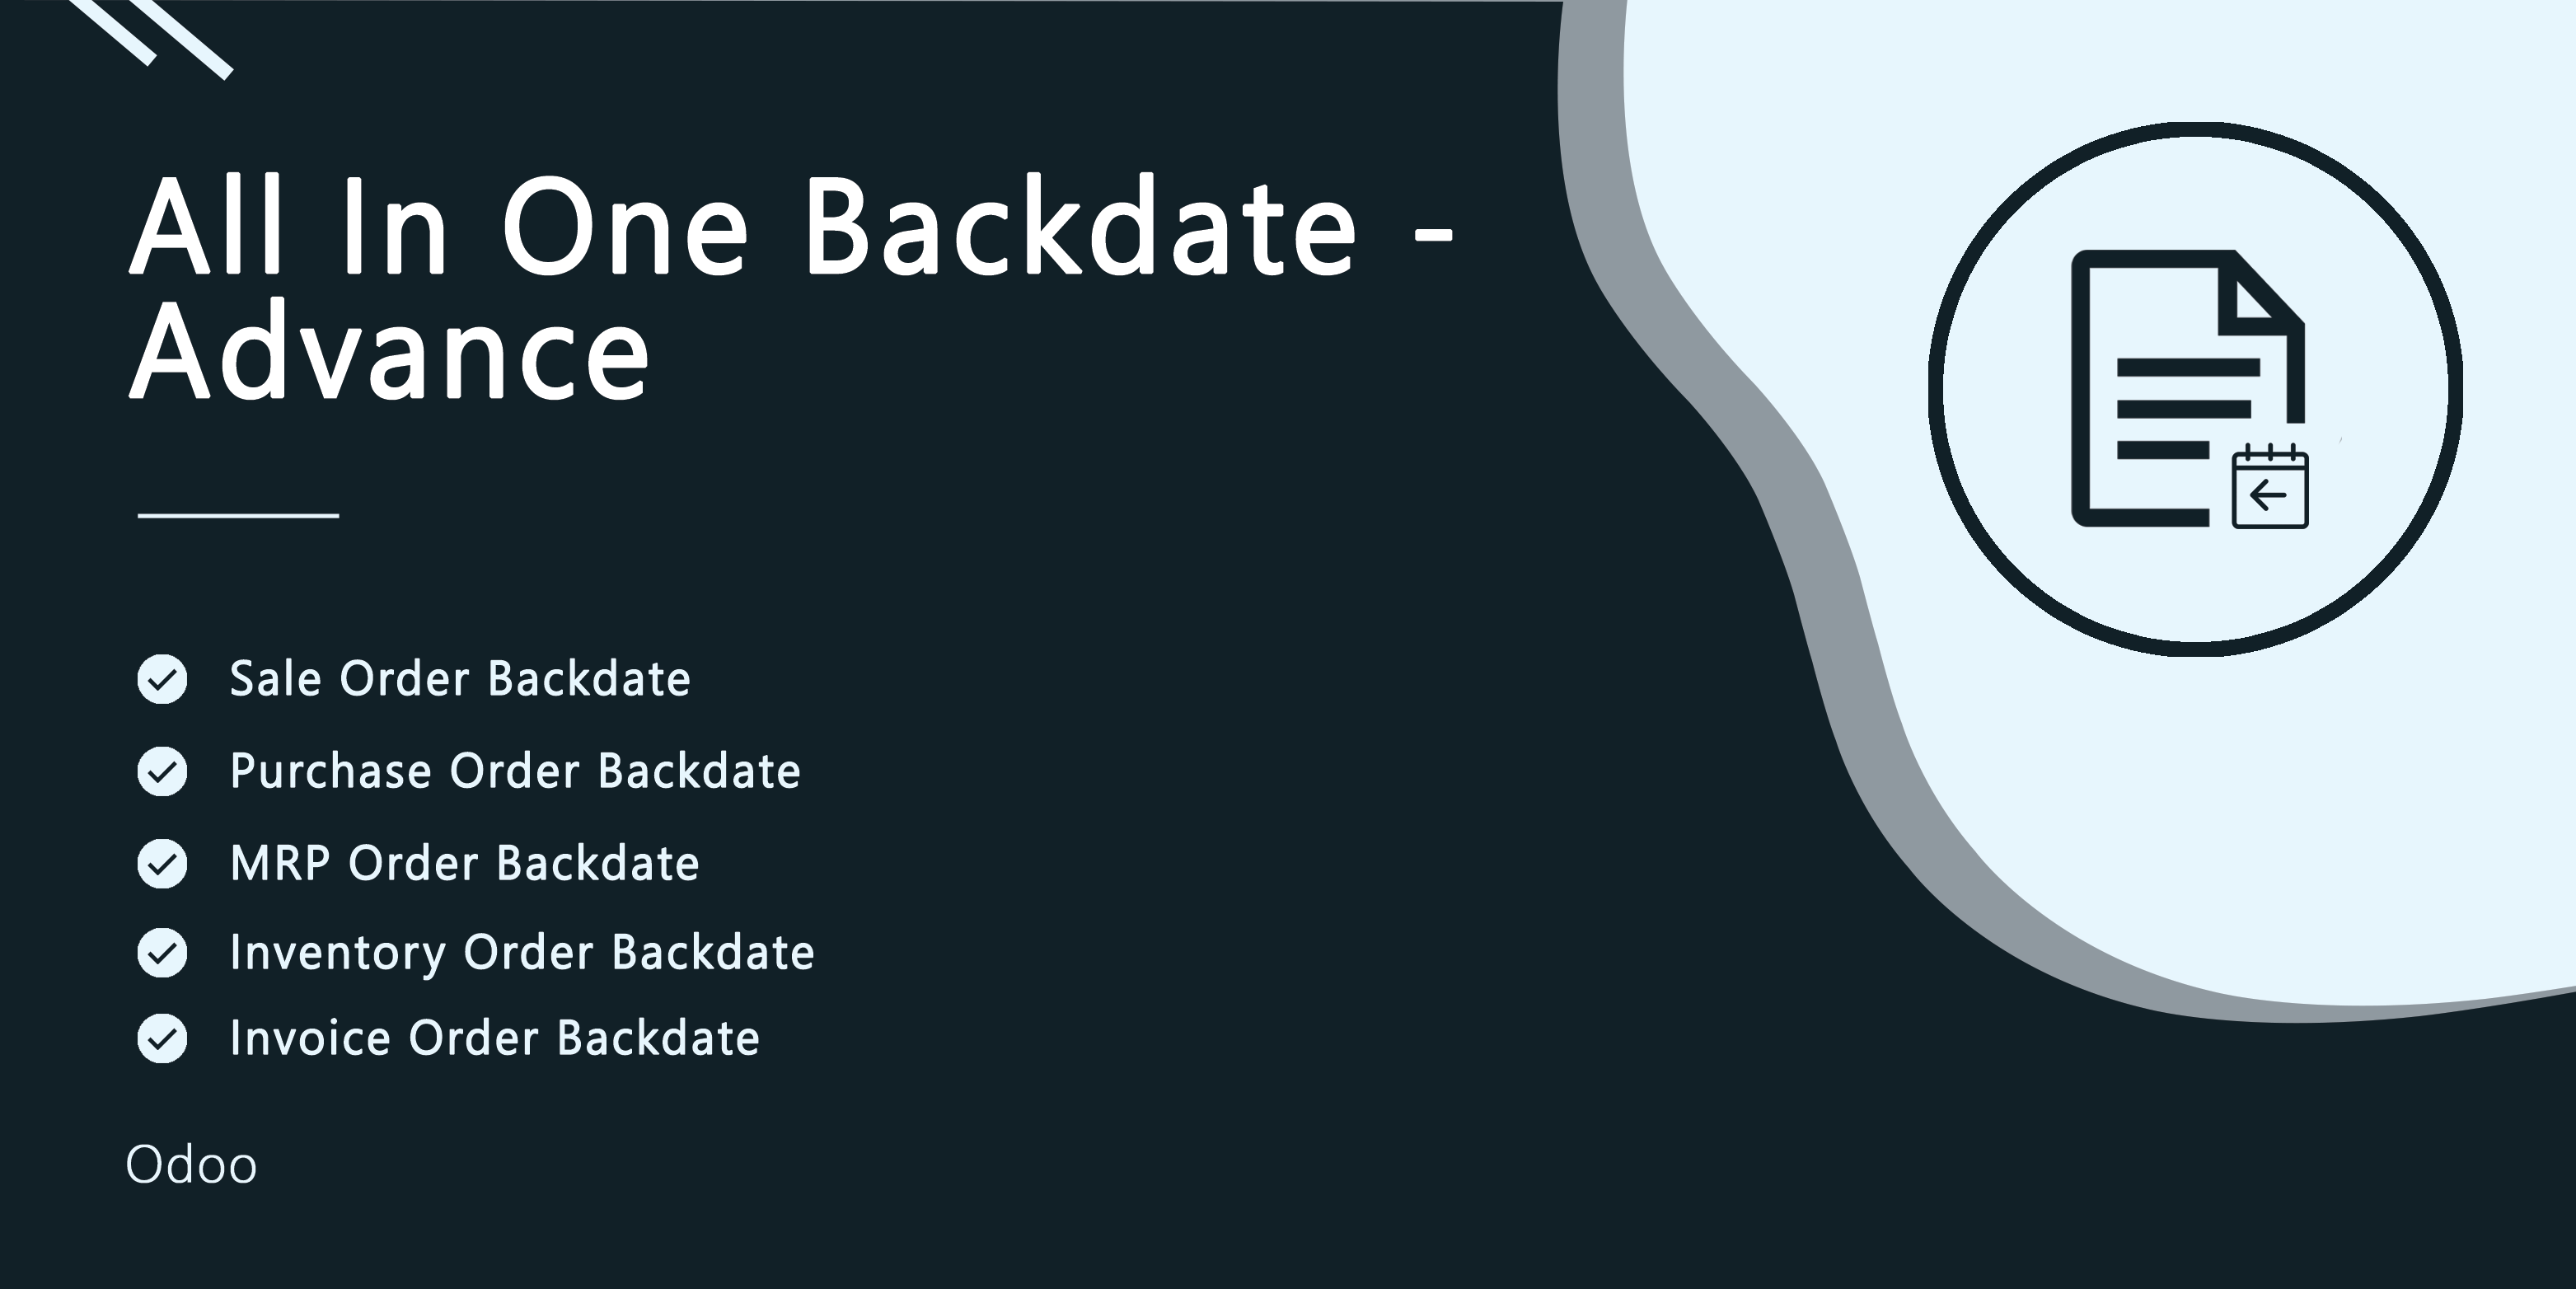 All In One Backdate -
Advance
Sale Order Backdate
Purchase Order Backdate
MRP Order Backdate
Inventory Order Backdate
Invoice Order Backdate
Odoo